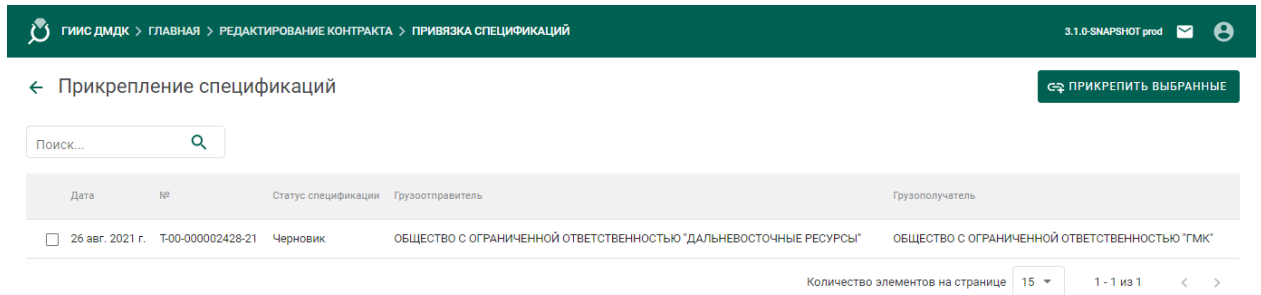 ГИИС ДМДК > ГЛАВНАЯ > РЕДАКТИРОВАНИЕ КОНТРАКТА > ПРИВЯЗКА СПЕЦИФИКАЦИЙ 3.1.0-SNAPSHOT prod
Прикрепление спецификаций ПРИКРЕПИТЬ ВЫБРАННЫЕ
Поиск...
Дата № Статус спецификации Грузоотправитель Грузополучатель
26 авг. 2021 г. Т-00-000002428-21 Черновик ОБЩЕСТВО С ОГРАНИЧЕННОЙ ОТВЕТСТВЕННОСТЬЮ "ДАЛЬНЕВОСТОЧНЫЕ РЕСУРСЫ" ОБЩЕСТВО С ОГРАНИЧЕННОЙ ОТВЕТСТВЕННОСТЬЮ "ГМК"
Количество элементов на странице 15 1 - 1 из 1 < >